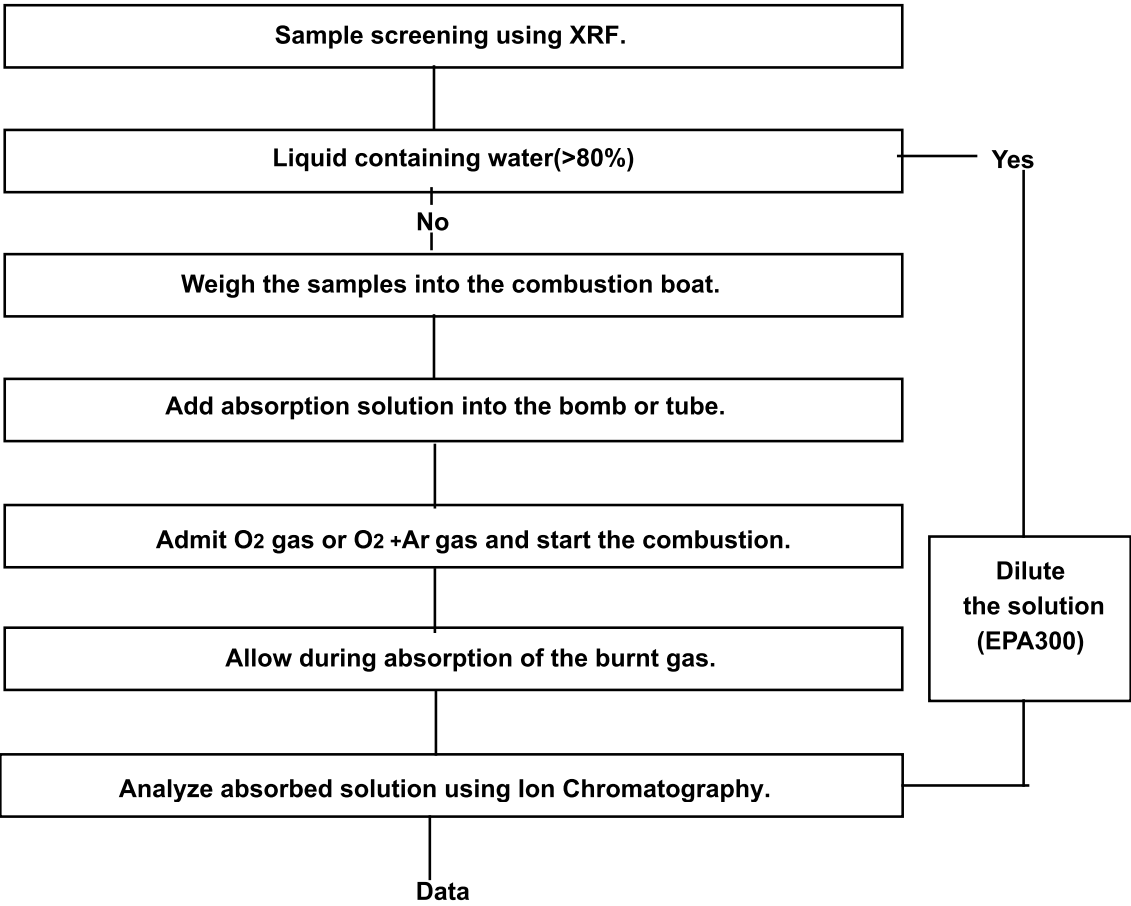 Sample screening using XRF.
Liquid containing water(>80%)
Yes
No
Weigh the samples into the combustion boat.
Add absorption solution into the bomb or tube.
Admit O2 gas or O2 +Ar gas and start the combustion.
Dilute
the solution
(EPA300)
Allow during absorption of the burnt gas.
Analyze absorbed solution using Ion Chromatography.
Data